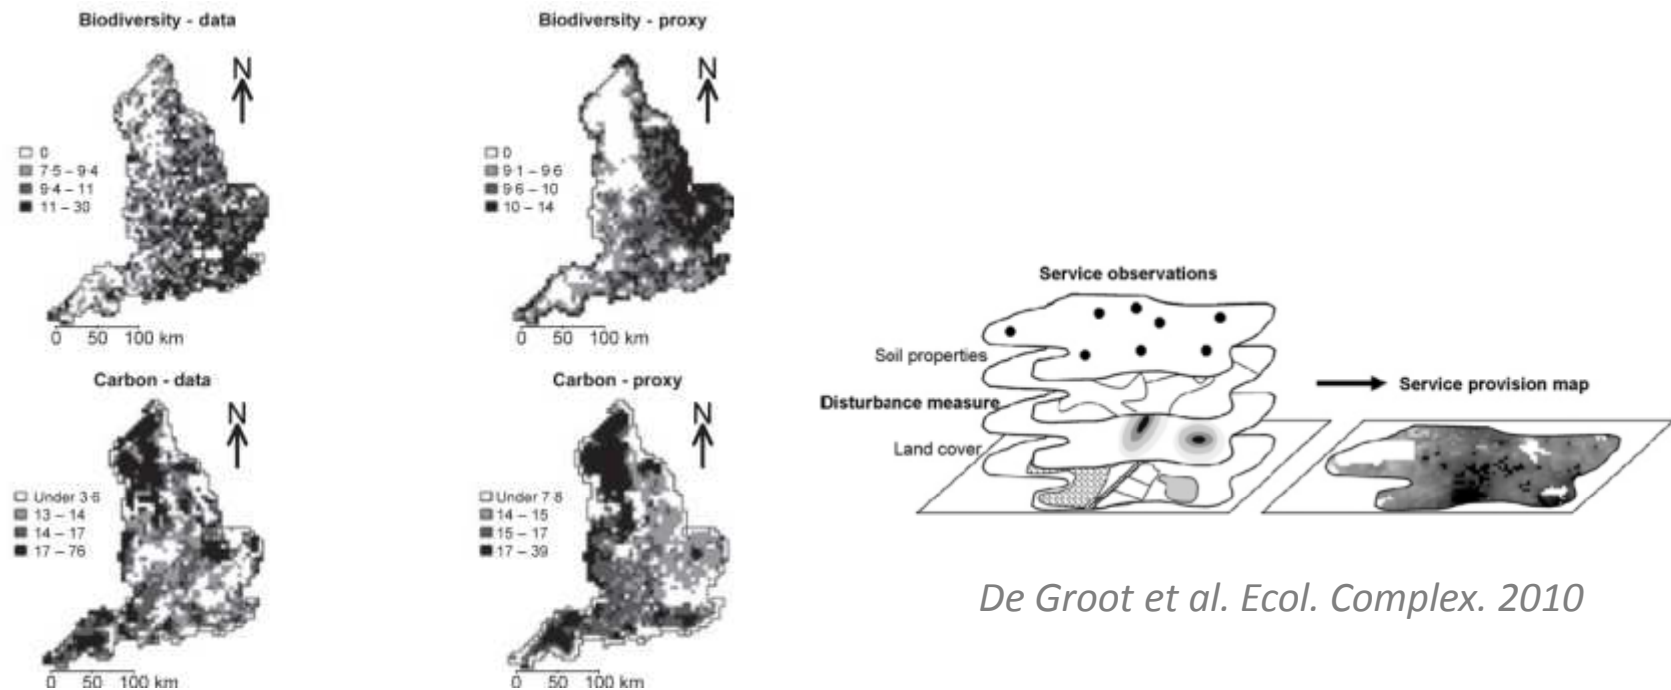 Biodiversity - data
N
0
7·5 – 9·4
9·4 – 11
11 – 30
0 50 100 km
Biodiversity - proxy
N
0
9·1 – 9·6
9·6 – 10
10 – 14
0 50 100 km
Carbon - data
N
Under 3·6
13 – 14
14 – 17
17 – 76
0 50 100 km
Carbon - proxy
N
Under 7·8
14 – 15
15 – 17
17 – 39
0 50 100 km
Service observations
Soil properties
Disturbance measure
Land cover
Service provision map
De Groot et al. Ecol. Complex. 2010